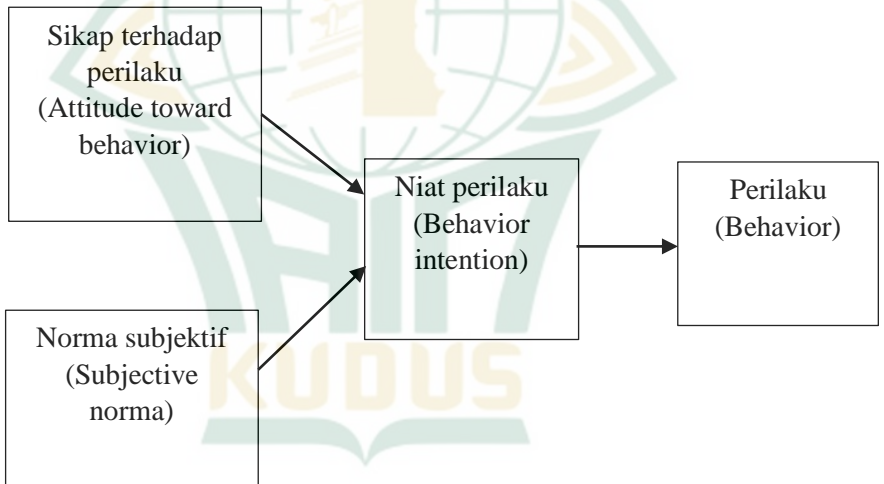 Sikap terhadap
perilaku
(Attitude toward
behavior)
Niat perilaku
(Behavior
intention)
Perilaku
(Behavior)
Norma subjektif
(Subjective
norma)
KUDUS